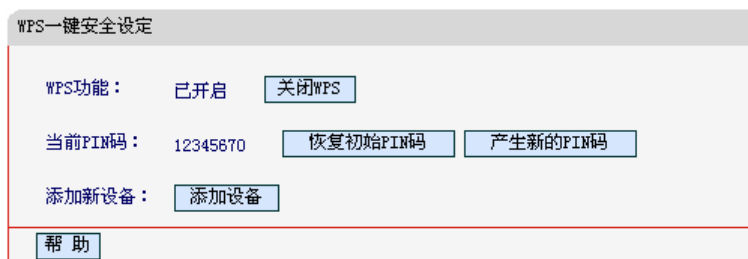 WPS一键安全设定
WPS功能： 已开启 关闭WPS
当前PIN码： 12345670 恢复初始PIN码 产生新的PIN码
添加新设备： 添加设备
帮 助